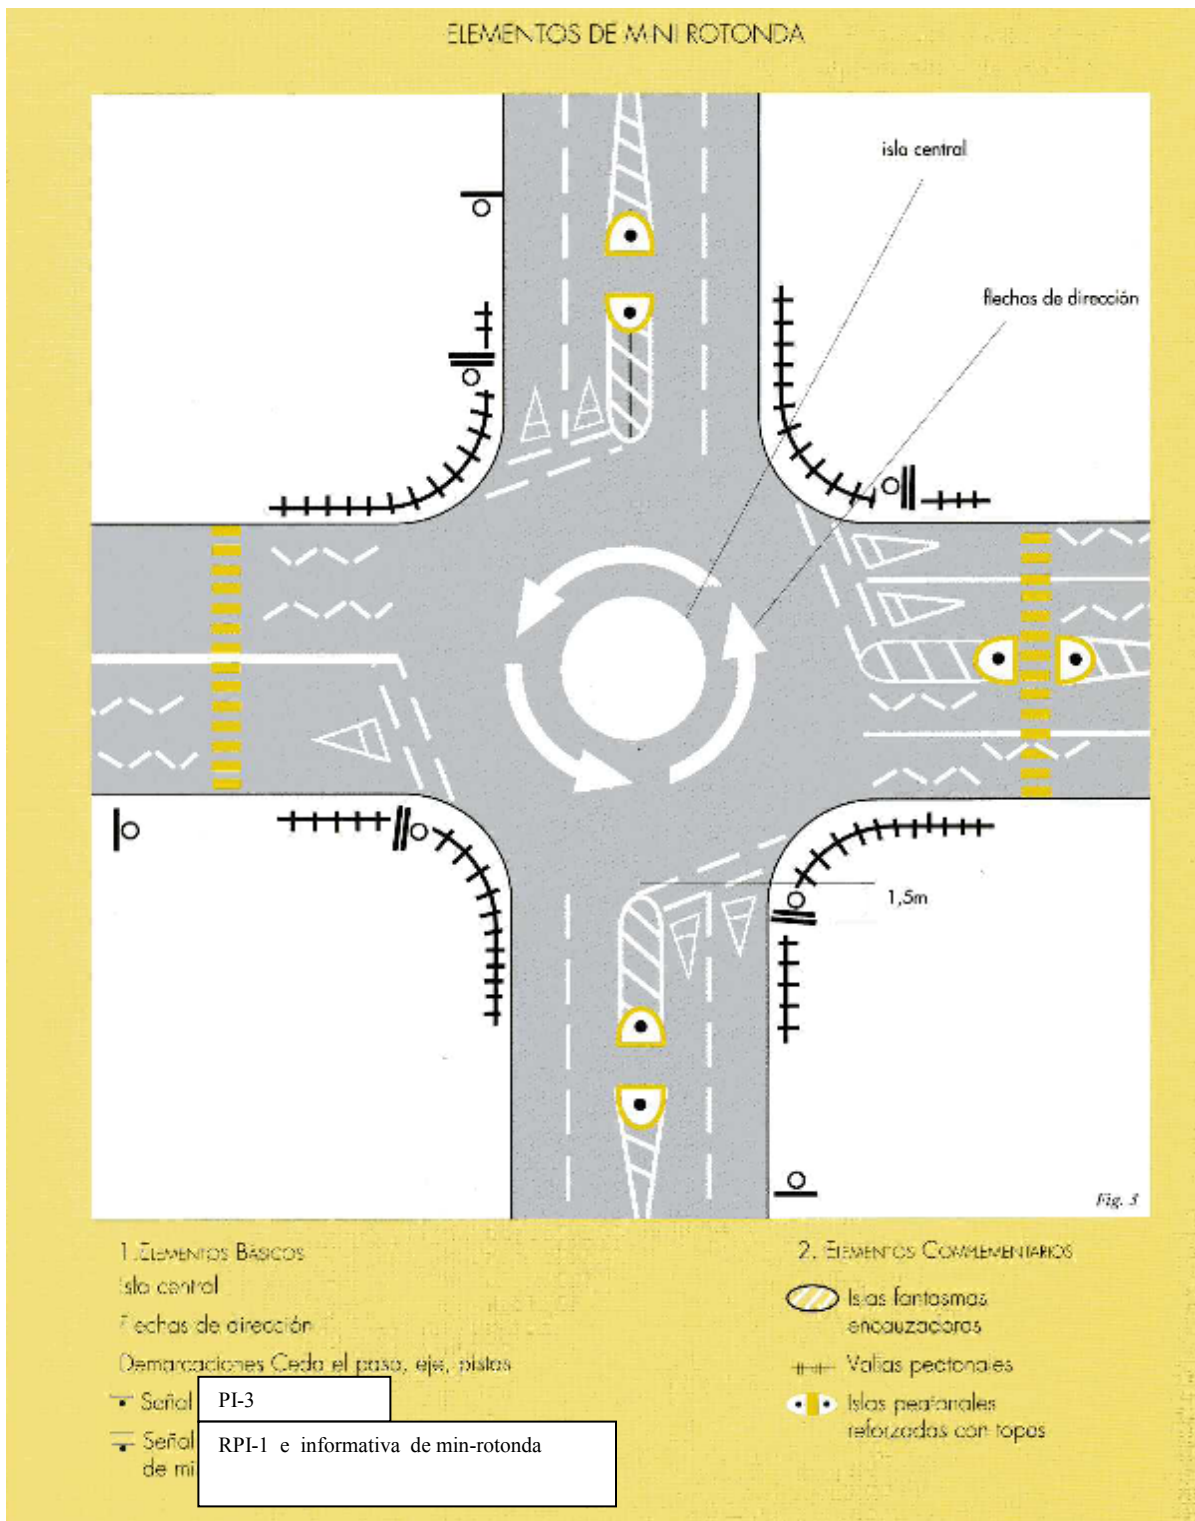 ELEMENTOS DE MINI ROTONDA
isla central
flechas de dirección
1,5m
Fig. 3
1. ELEMENTOS BÁSICOS
Isla central
Flechas de dirección
Demarcaciones Ceda el paso, eje, pistas
Señal PI-3
Señal RPI-1 e informativa de min-rotonda
de mi
2. ELEMENTOS COMPLEMENTARIOS
Islas fantasmas
encauzadoras
Vallas peatonales
Islas peatonales
reforzadas con topes